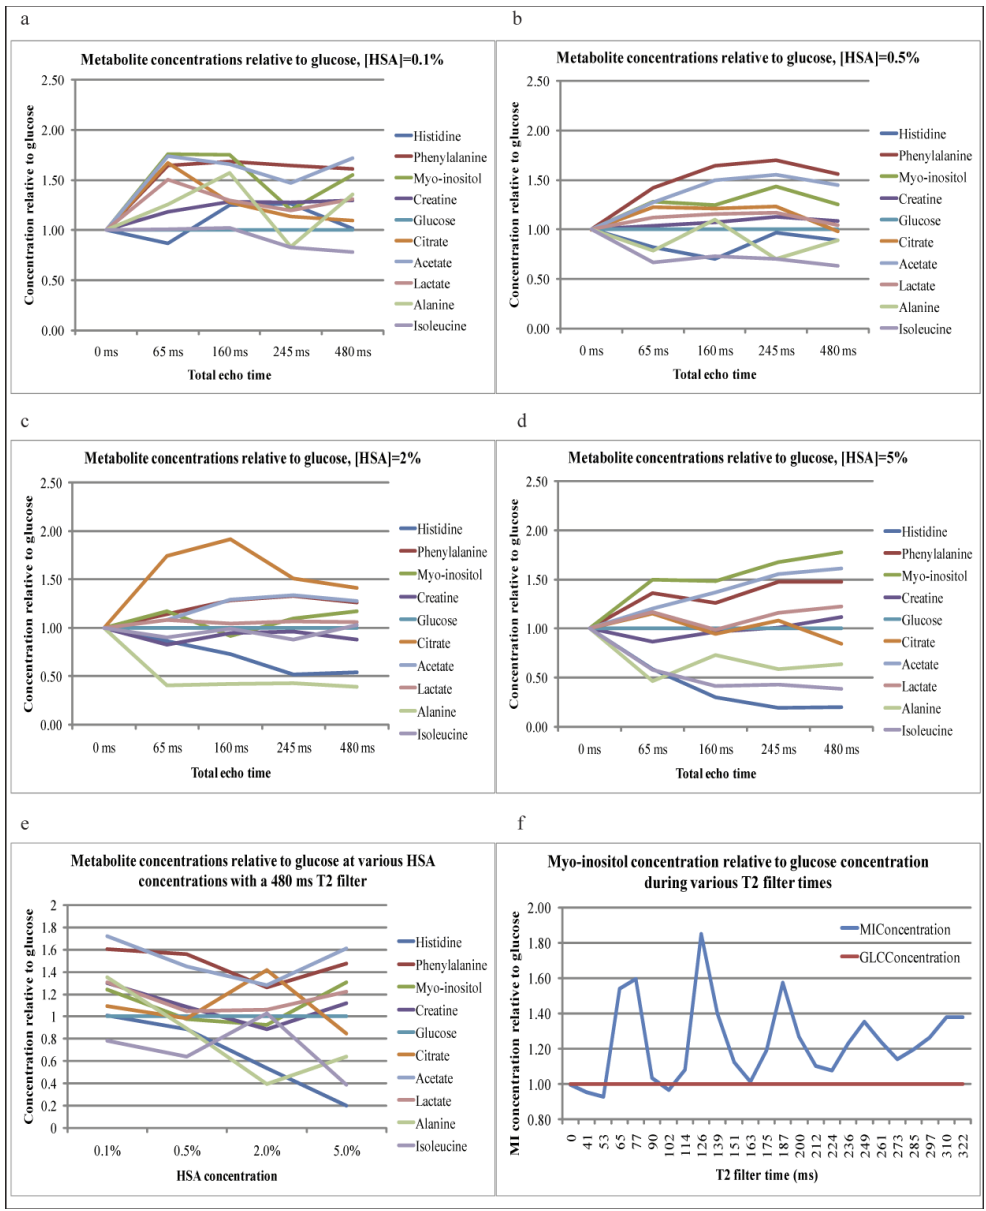 a
Metabolite concentrations relative to glucose, [HSA]=0.1%
Concentration relative to glucose
2.50
2.00
1.50
1.00
0.50
0.00
0 ms 65 ms 160 ms 245 ms 480 ms
Total echo time
Histidine
Phenylalanine
Myo-inositol
Creatine
Glucose
Citrate
Acetate
Lactate
Alanine
Isoleucine
b
Metabolite concentrations relative to glucose, [HSA]=0.5%
Concentration relative to glucose
2.50
2.00
1.50
1.00
0.50
0.00
0 ms 65 ms 160 ms 245 ms 480 ms
Total echo time
Histidine
Phenylalanine
Myo-inositol
Creatine
Glucose
Citrate
Acetate
Lactate
Alanine
Isoleucine
c
Metabolite concentrations relative to glucose, [HSA]=2%
Concentration relative to glucose
2.50
2.00
1.50
1.00
0.50
0.00
0 ms 65 ms 160 ms 245 ms 480 ms
Total echo time
Histidine
Phenylalanine
Myo-inositol
Creatine
Glucose
Citrate
Acetate
Lactate
Alanine
Isoleucine
d
Metabolite concentrations relative to glucose, [HSA]=5%
Concentration relative to glucose
2.50
2.00
1.50
1.00
0.50
0.00
0 ms 65 ms 160 ms 245 ms 480 ms
Total echo time
Histidine
Phenylalanine
Myo-inositol
Creatine
Glucose
Citrate
Acetate
Lactate
Alanine
Isoleucine
e
Metabolite concentrations relative to glucose at various HSA
concentrations with a 480 ms T2 filter
Concentration relative to glucose
2
1.8
1.6
1.4
1.2
1
0.8
0.6
0.4
0.2
0
0.1% 0.5% 2.0% 5.0%
HSA concentration
Histidine
Phenylalanine
Myo-inositol
Creatine
Glucose
Citrate
Acetate
Lactate
Alanine
Isoleucine
f
Myo-inositol concentration relative to glucose concentration
during various T2 filter times
MI concentration relative to glucose
2.00
1.80
1.60
1.40
1.20
1.00
0.80
0 41 53 65 77 90 102 114 126 139 151 163 175 187 200 212 224 236 249 261 273 285 297 310 322
T2 filter time (ms)
MIConcentration
GLCConcentration